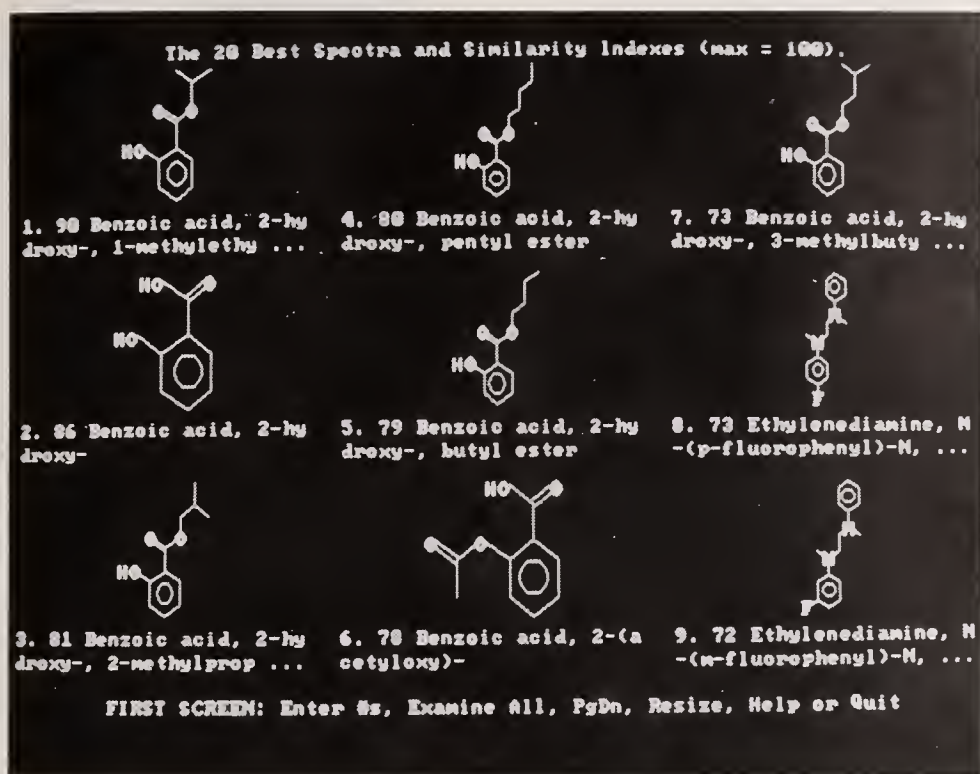 The 20 Best Spectra and Similarity Indexes (max = 100).
O O
HO
1. 90 Benzoic acid, 2-hy
droxy-, 1-methylethy ...
HO O
HO
2. 86 Benzoic acid, 2-hy
droxy-
O O
HO
3. 81 Benzoic acid, 2-hy
droxy-, 2-methylprop ...
O O
HO
4. 80 Benzoic acid, 2-hy
droxy-, pentyl ester
O O
HO
5. 79 Benzoic acid, 2-hy
droxy-, butyl ester
HO O
O O
6. 78 Benzoic acid, 2-(a
cetyloxy)-
O O
HO
7. 73 Benzoic acid, 2-hy
droxy-, 3-methylbuty ...
N
N
F
8. 73 Ethylenediamine, N
-(p-fluorophenyl)-N, ...
N
N
F
9. 72 Ethylenediamine, N
-(m-fluorophenyl)-N, ...
FIRST SCREEN: Enter #s, Examine All, PgDn, Resize, Help or Quit